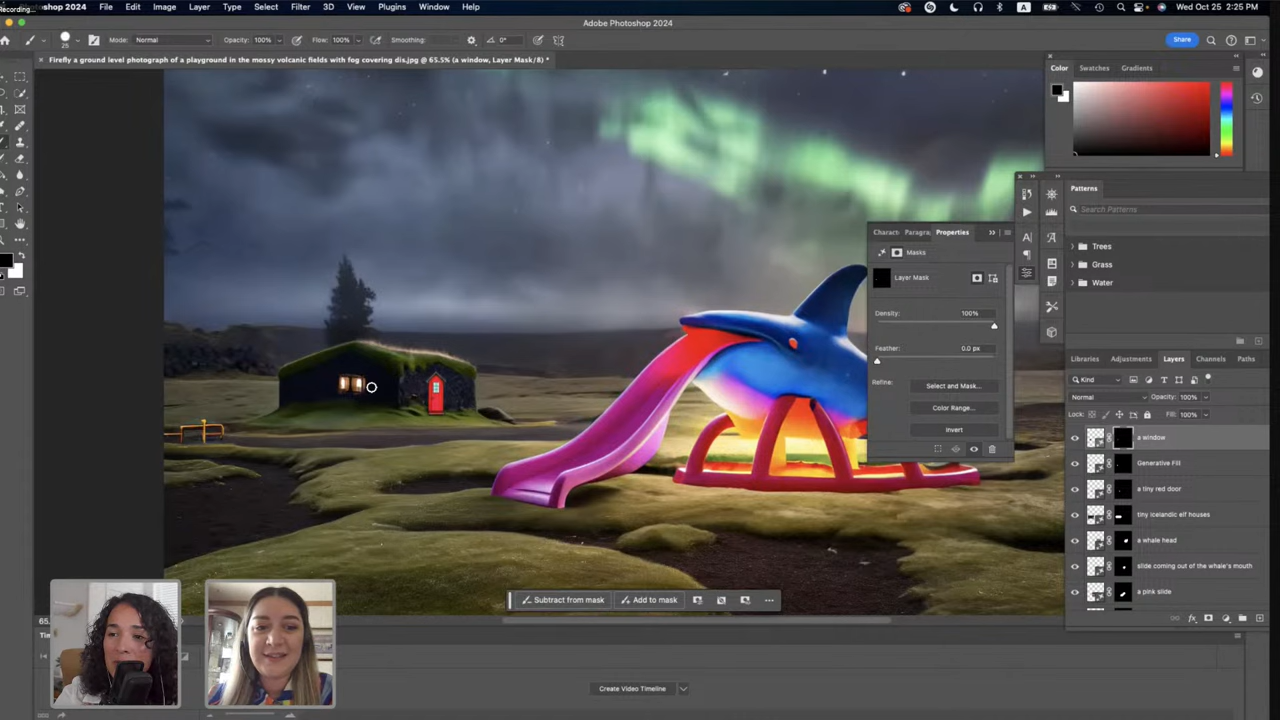 Recording...
Photoshop 2024 File Edit Image Layer Type Select Filter 3D View Plugins Window Help
Wed Oct 25 2:25 PM
Adobe Photoshop 2024
25 Mode: Normal Opacity: 100% Flow: 100% Smoothing: 0° Share
Firefly a ground level photograph of a playground in the mossy volcanic fields with fog covering dis.jpg @ 65.5% (a window, Layer Mask/8) *
Color Swatches Gradients
Patterns
Search Patterns
Trees
Grass
Water
Charac Paragra Properties
Masks
Layer Mask
Density: 100%
Feather: 0.0 px
Refine: Select and Mask...
Color Range...
Invert
Libraries Adjustments Layers Channels Paths
Kind
Normal Opacity: 100%
Lock: Fill: 100%
a window
Generative Fill
a tiny red door
tiny icelandic elf houses
a whale head
slide coming out of the whale's mouth
a pink slide
Subtract from mask Add to mask
65.
Create Video Timeline